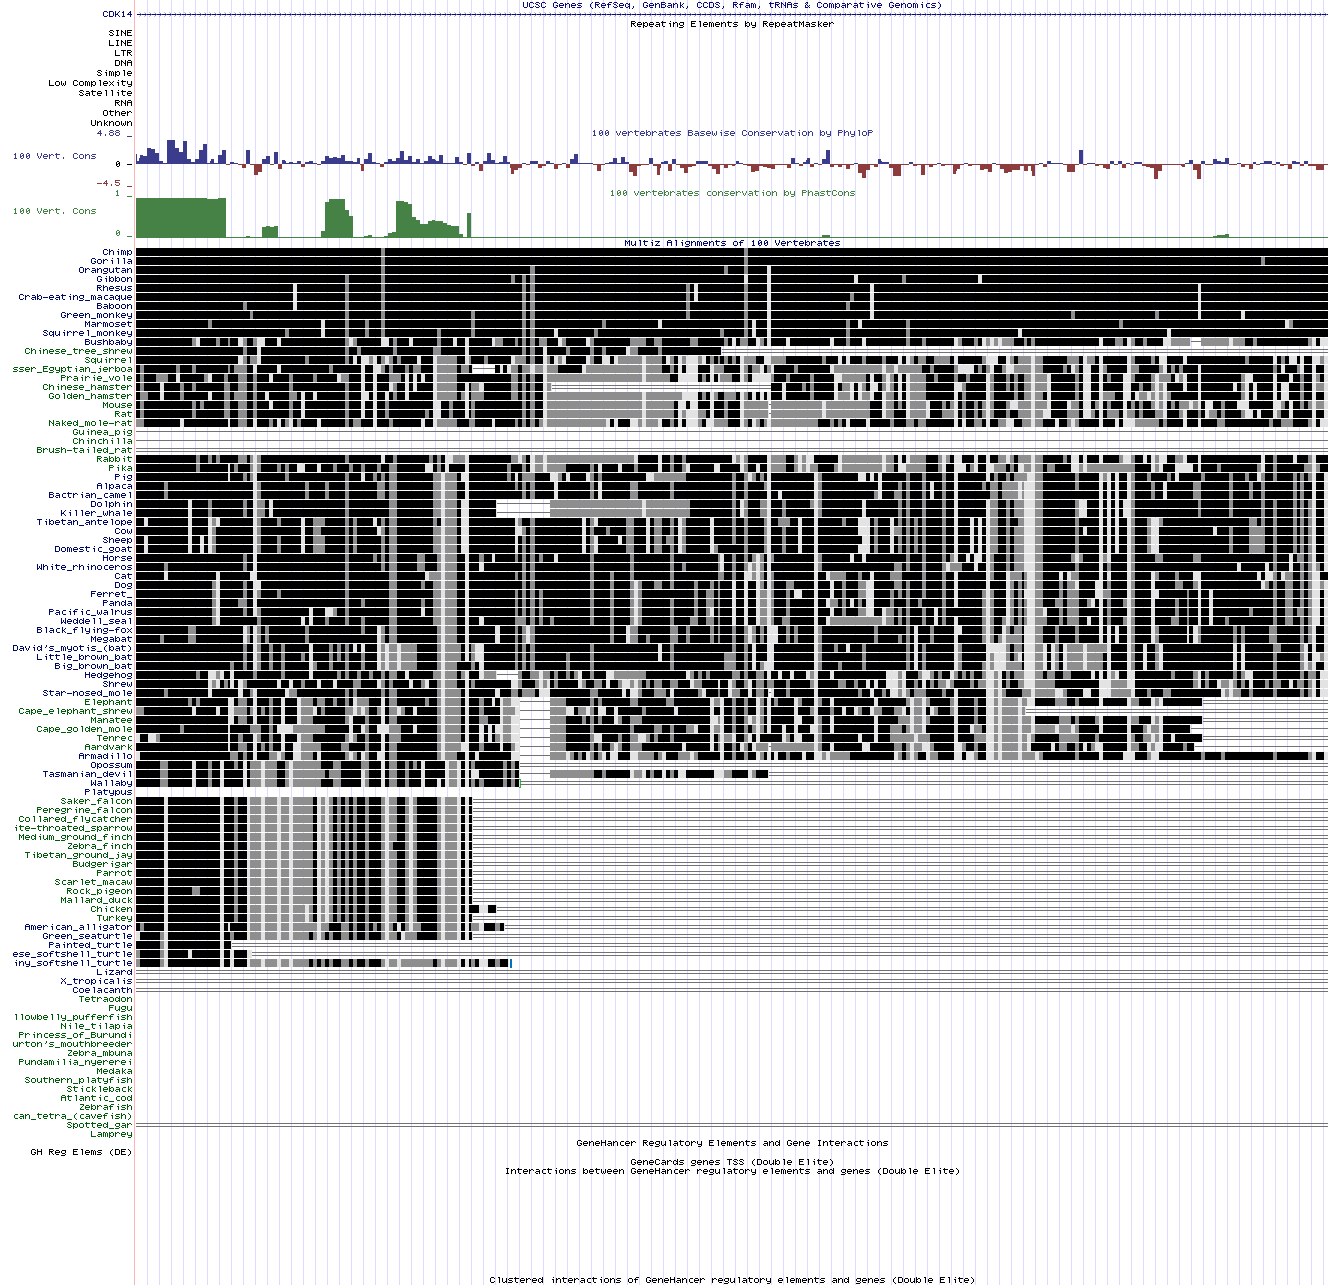 UCSC Genes (RefSeq, GenBank, CCDS, Rfam, tRNAs & Comparative Genomics)
CDK14
Repeating Elements by RepeatMasker
SINE
LINE
LTR
DNA
Simple
Low Complexity
Satellite
RNA
Other
Unknown
4.88 _
100 vertebrates Basewise Conservation by PhyloP
100 Vert. Cons
0 _
-4.5 _
1 _
100 vertebrates conservation by PhastCons
100 Vert. Cons
0 _
Multiz Alignments of 100 Vertebrates
Chimp
Gorilla
Orangutan
Gibbon
Rhesus
Crab-eating_macaque
Baboon
Green_monkey
Marmoset
Squirrel_monkey
Bushbaby
Chinese_tree_shrew
Squirrel
sser_Egyptian_jerboa
Prairie_vole
Chinese_hamster
Golden_hamster
Mouse
Rat
Naked_mole-rat
Guinea_pig
Chinchilla
Brush-tailed_rat
Rabbit
Pika
Pig
Alpaca
Bactrian_camel
Dolphin
Killer_whale
Tibetan_antelope
Cow
Sheep
Domestic_goat
Horse
White_rhinoceros
Cat
Dog
Ferret_
Panda
Pacific_walrus
Weddell_seal
Black_flying-fox
Megabat
David's_myotis_(bat)
Little_brown_bat
Big_brown_bat
Hedgehog
Shrew
Star-nosed_mole
Elephant
Cape_elephant_shrew
Manatee
Cape_golden_mole
Tenrec
Aardvark
Armadillo
Opossum
Tasmanian_devil
Wallaby
Platypus
Saker_falcon
Peregrine_falcon
Collared_flycatcher
ite-throated_sparrow
Medium_ground_finch
Zebra_finch
Tibetan_ground_jay
Budgerigar
Parrot
Scarlet_macaw
Rock_pigeon
Mallard_duck
Chicken
Turkey
American_alligator
Green_seaturtle
Painted_turtle
ese_softshell_turtle
iny_softshell_turtle
Lizard
X_tropicalis
Coelacanth
Tetraodon
Fugu
llowbelly_pufferfish
Nile_tilapia
Princess_of_Burundi
urton's_mouthbreeder
Zebra_mbuna
Pundamilia_nyererei
Medaka
Southern_platyfish
Stickleback
Atlantic_cod
Zebrafish
can_tetra_(cavefish)
Spotted_gar
Lamprey
GeneHancer Regulatory Elements and Gene Interactions
GH Reg Elems (DE)
GeneCards genes TSS (Double Elite)
Interactions between GeneHancer regulatory elements and genes (Double Elite)
Clustered interactions of GeneHancer regulatory elements and genes (Double Elite)